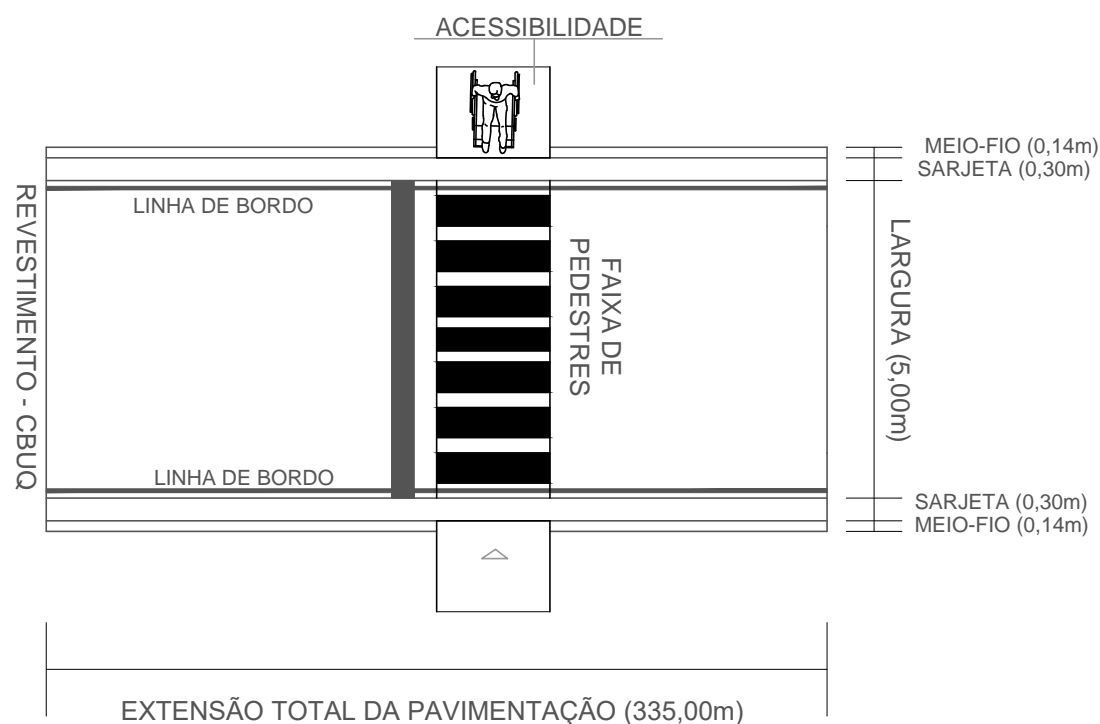 ACESSIBILIDADE
MEIO-FIO (0,14m)
SARJETA (0,30m)
LINHA DE BORDO
REVESTIMENTO - CBUQ
FAIXA DE
PEDESTRES
LARGURA (5,00m)
LINHA DE BORDO
SARJETA (0,30m)
MEIO-FIO (0,14m)
EXTENSÃO TOTAL DA PAVIMENTAÇÃO (335,00m)